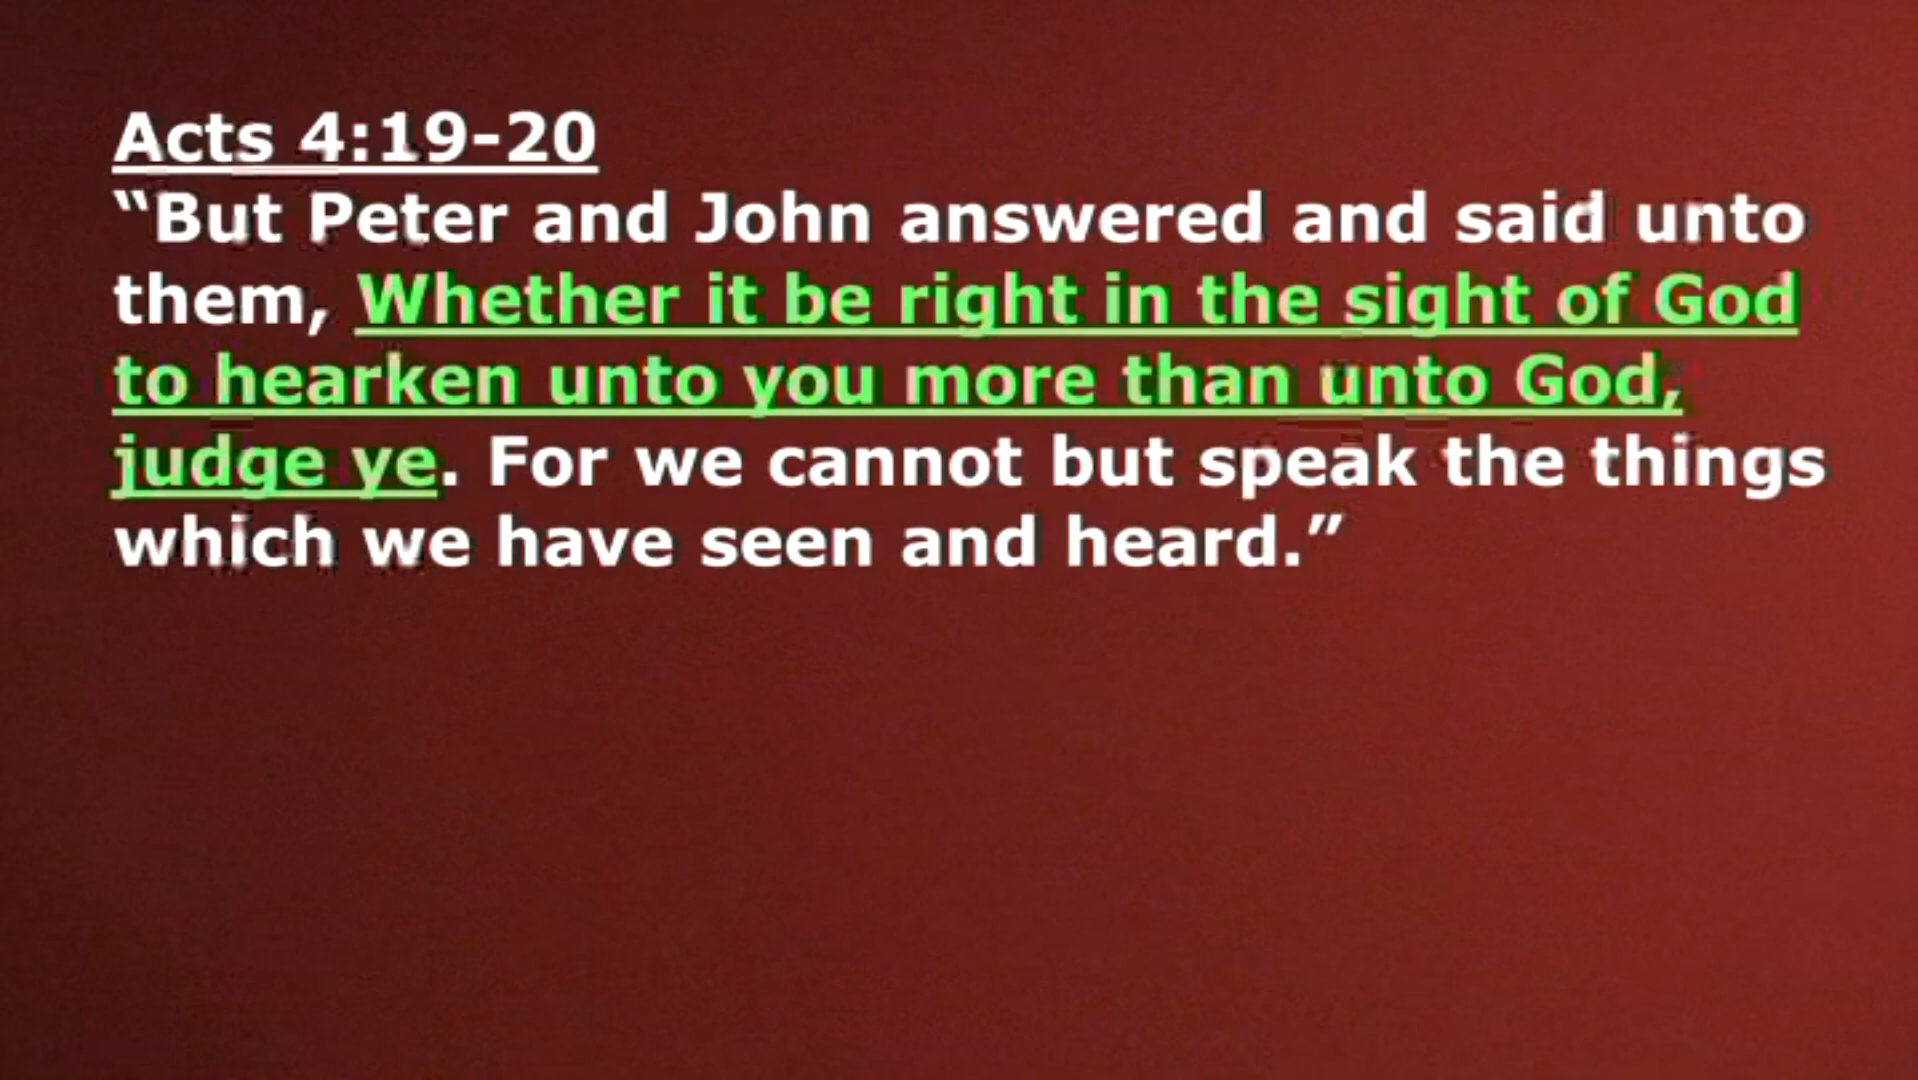 Acts 4:19-20
“But Peter and John answered and said unto
them, Whether it be right in the sight of God
to hearken unto you more than unto God,
judge ye. For we cannot but speak the things
which we have seen and heard.”